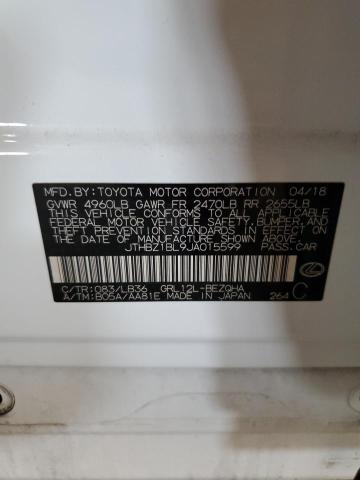 MFD.BY: TOYOTA MOTOR CORPORATION 04/18
GVWR 4960LB GAWR FR 2470LB RR 2655LB
THIS VEHICLE CONFORMS TO ALL APPLICABLE
FEDERAL MOTOR VEHICLE SAFETY, BUMPER, AND
THEFT PREVENTION STANDARDS IN EFFECT ON
THE DATE OF MANUFACTURE SHOWN ABOVE.
JTHBZ1BL9JA015599 PASS.CAR
C/TR: 083/LB36 GRL12L-BEZQHA
A/TM: B05A/AA81E MADE IN JAPAN 264 C